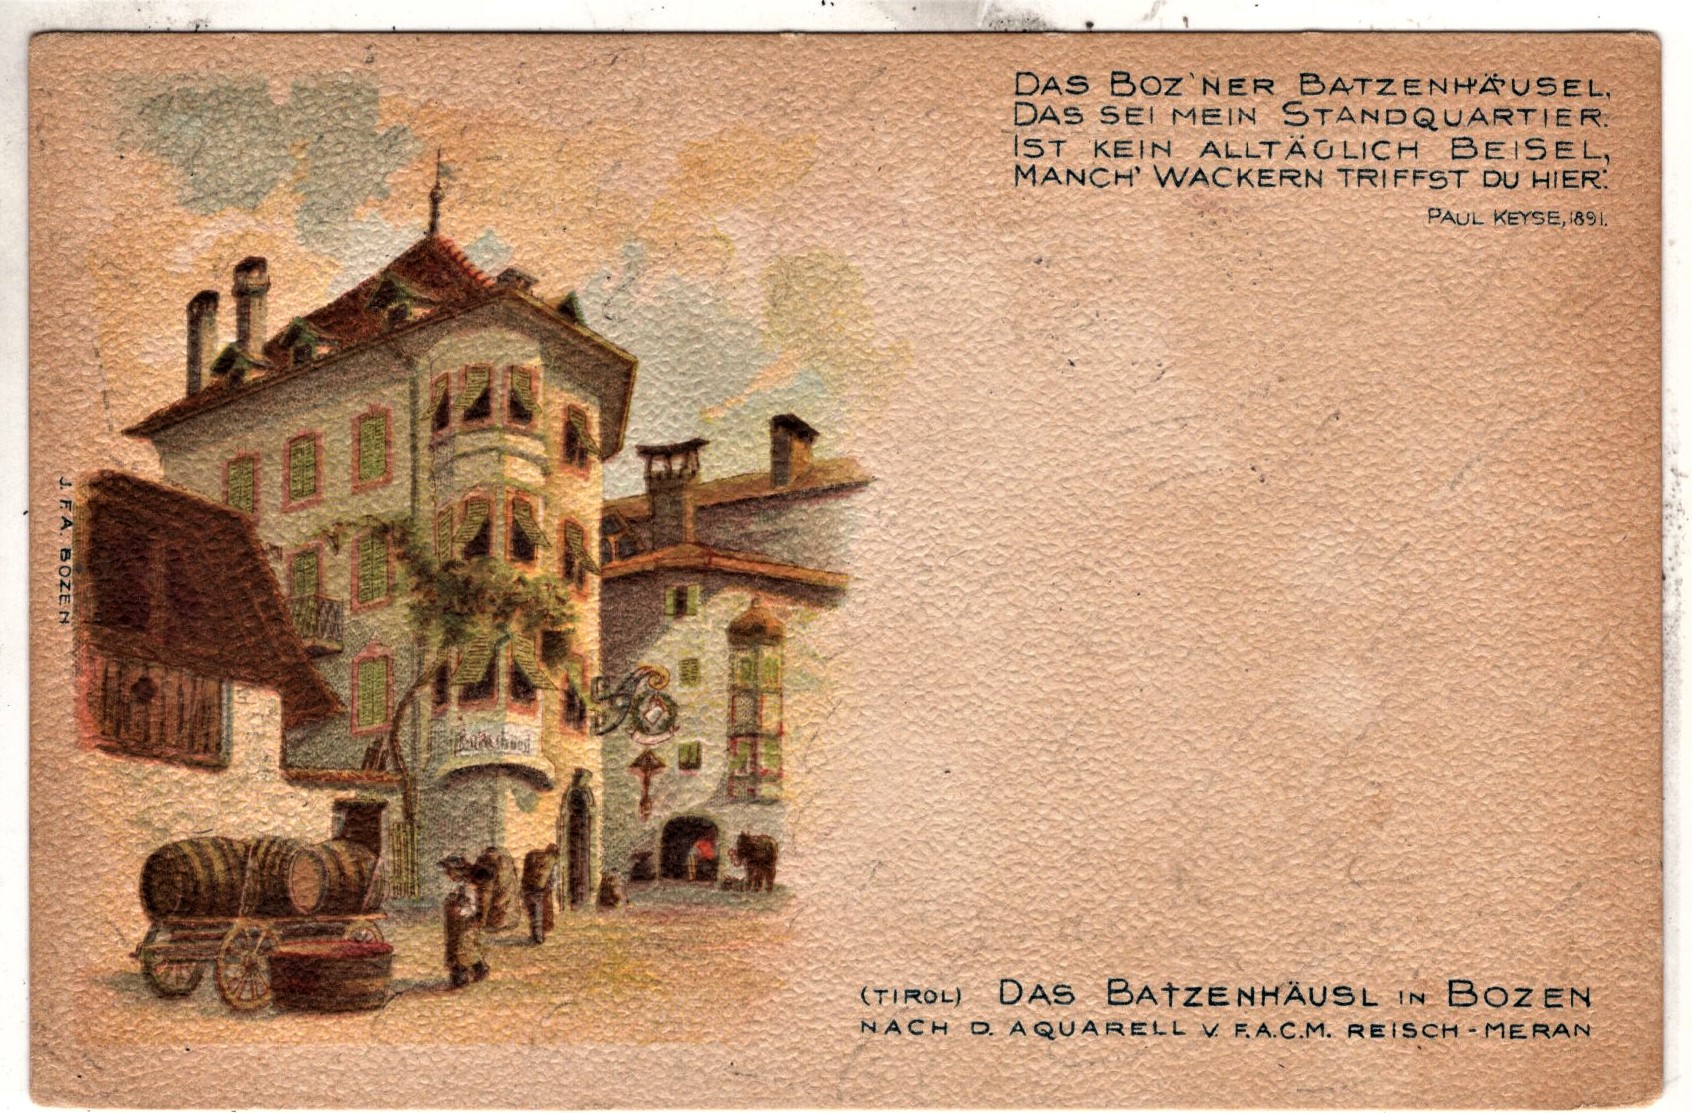 DAS BOZ'NER BATZENHÄUSEL,
DAS SEI MEIN STANDQUARTIER.
IST KEIN ALLTÄGLICH BEISEL,
MANCH' WACKERN TRIFFST DU HIER.
PAUL KEYSE, 1891.
J. F. A. BOZEN
(TIROL) DAS BATZENHÄUSL IN BOZEN
NACH D. AQUARELL V. F.A.C.M. REISCH-MERAN